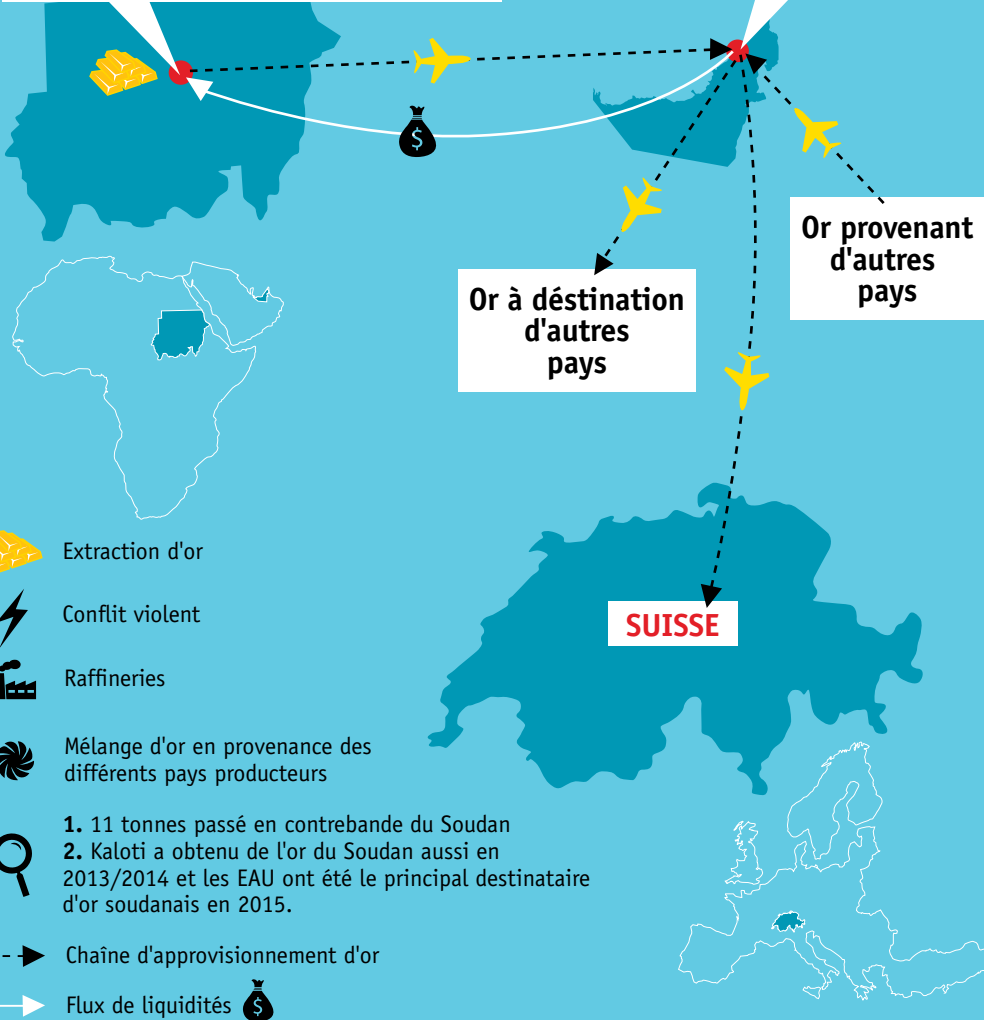 Or provenant
d'autres
pays
Or à déstination
d'autres
pays
SUISSE
Extraction d'or
Conflit violent
Raffineries
Mélange d'or en provenance des
différents pays producteurs
1. 11 tonnes passé en contrebande du Soudan
2. Kaloti a obtenu de l'or du Soudan aussi en
2013/2014 et les EAU ont été le principal destinataire
d'or soudanais en 2015.
Chaîne d'approvisionnement d'or
Flux de liquidités
$
$